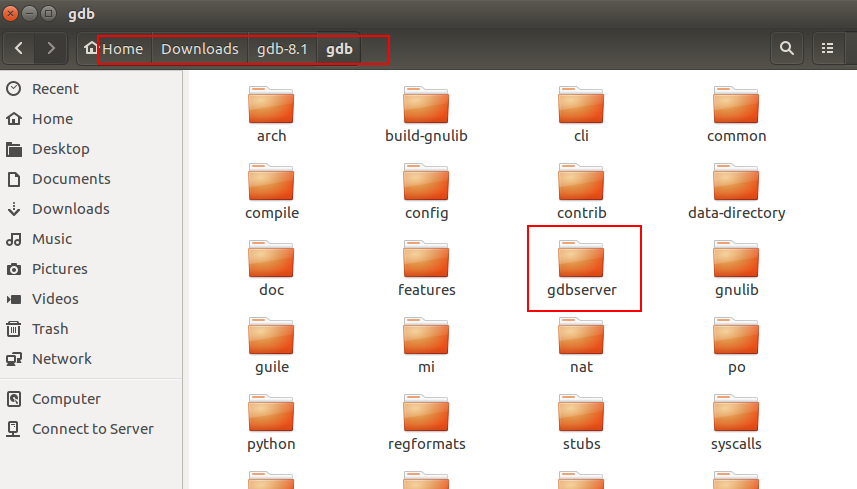 gdb
Home Downloads gdb-8.1 gdb
Recent
Home
Desktop
Documents
Downloads
Music
Pictures
Videos
Trash
Network
Computer
Connect to Server
arch build-gnulib cli common
compile config contrib data-directory
doc features gdbserver gnulib
guile mi nat po
python regformats stubs syscalls